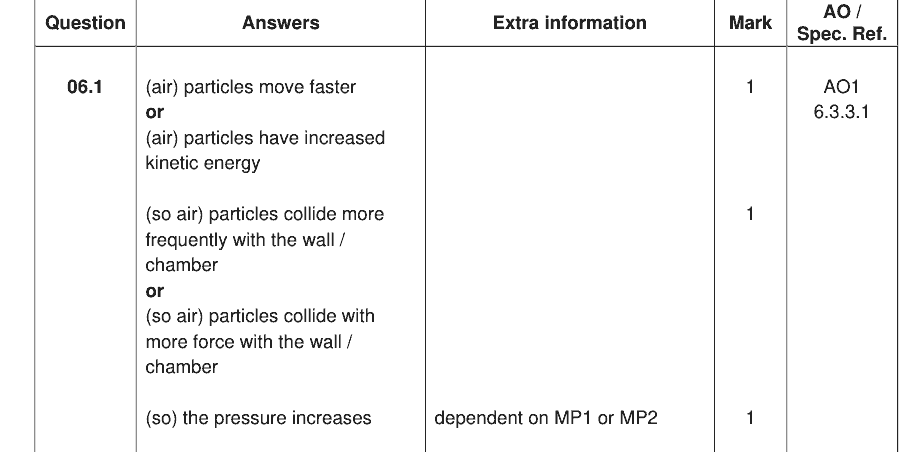 Question Answers Extra information Mark AO /
Spec. Ref.
06.1 (air) particles move faster 1 AO1
or 6.3.3.1
(air) particles have increased
kinetic energy
(so air) particles collide more 1
frequently with the wall /
chamber
or
(so air) particles collide with
more force with the wall /
chamber
(so) the pressure increases dependent on MP1 or MP2 1